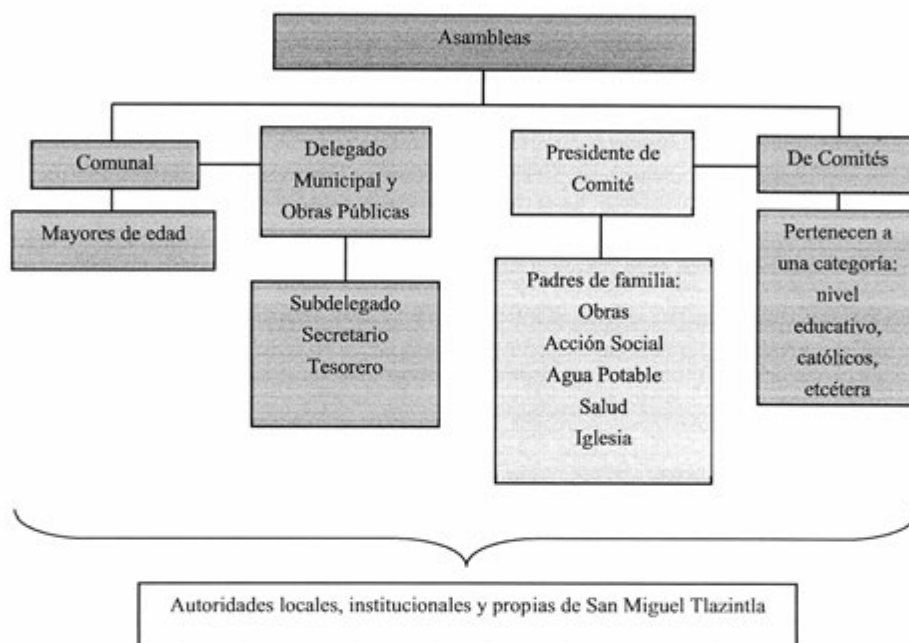 Asambleas
Comunal
Mayores de edad
Delegado
Municipal y
Obras Públicas
Subdelegado
Secretario
Tesorero
Presidente de
Comité
Padres de familia:
Obras
Acción Social
Agua Potable
Salud
Iglesia
De Comités
Pertenecen a
una categoría:
nivel
educativo,
católicos,
etcétera
Autoridades locales, institucionales y propias de San Miguel Tlazintla